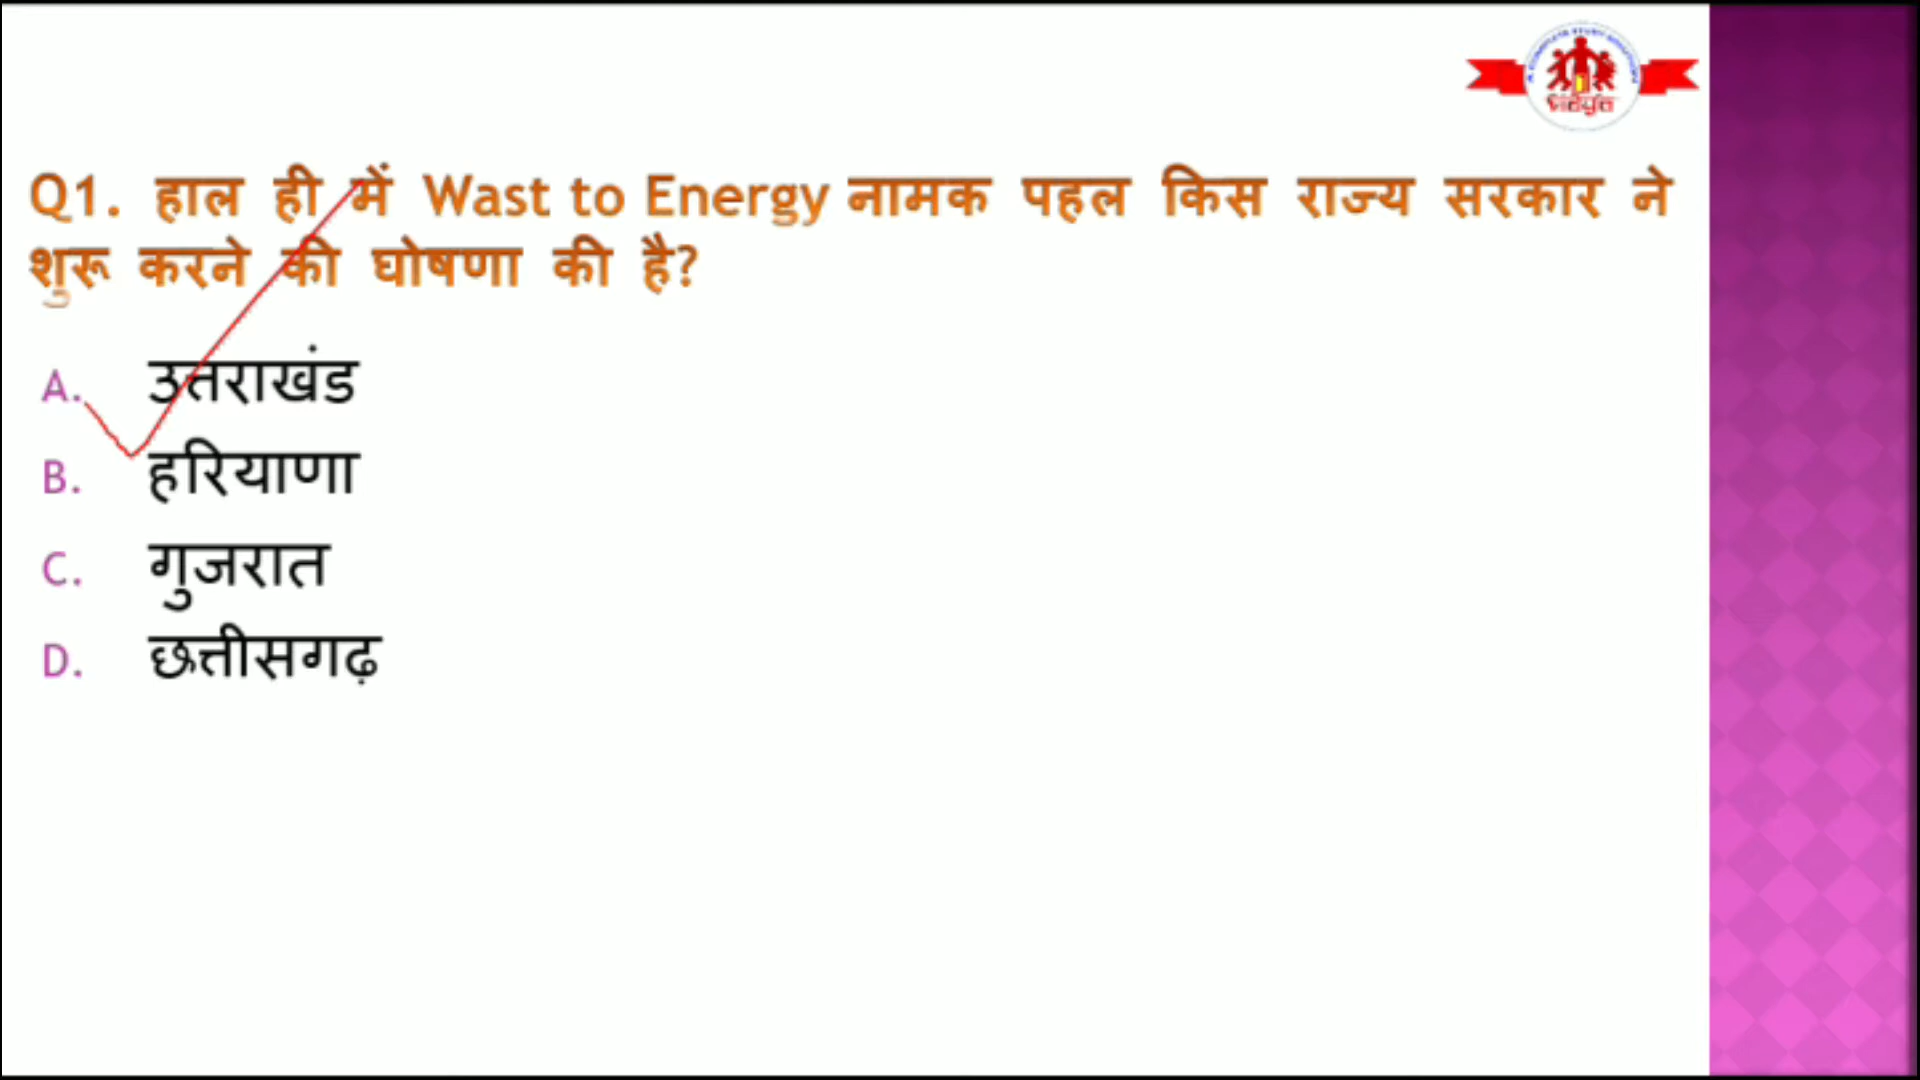 Q1. हाल ही में Wast to Energy नामक पहल किस राज्य सरकार ने
शुरू करने की घोषणा की है?
A. उत्तराखंड
B. हरियाणा
C. गुजरात
D. छत्तीसगढ़